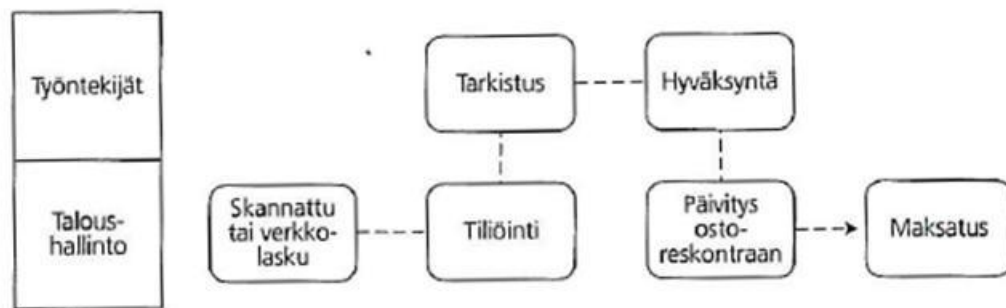 Työntekijät
Tarkistus
Hyväksyntä
Talous-
hallinto
Skannattu
tai verkko-
lasku
Tiliöinti
Päivitys
osto-
reskontraan
Maksatus